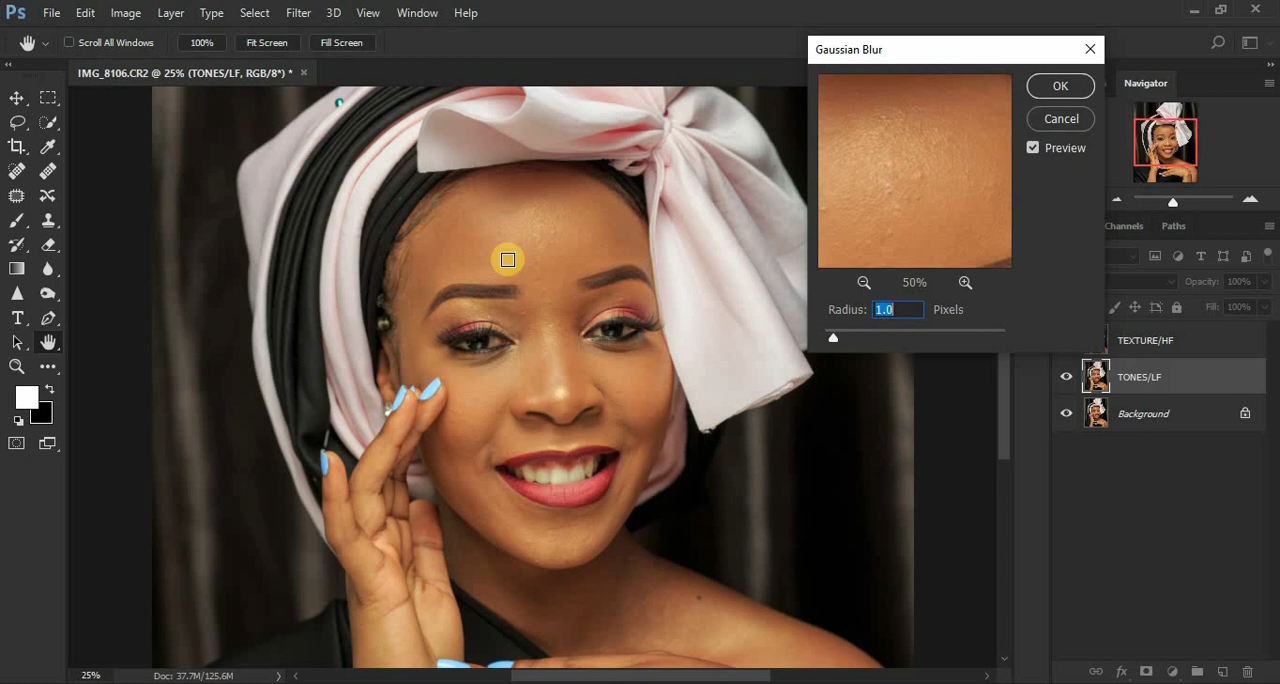 Ps File Edit Image Layer Type Select Filter 3D View Window Help
Scroll All Windows 100% Fit Screen Fill Screen
IMG_8106.CR2 @ 25% (TONES/LF, RGB/8*) *
Gaussian Blur
OK
Cancel
Preview
50%
Radius: 1.0 Pixels
Navigator
Channels Paths
Opacity: 100%
Fill: 100%
TEXTURE/HF
TONES/LF
Background
25% Doc: 37.7M/125.6M
fx